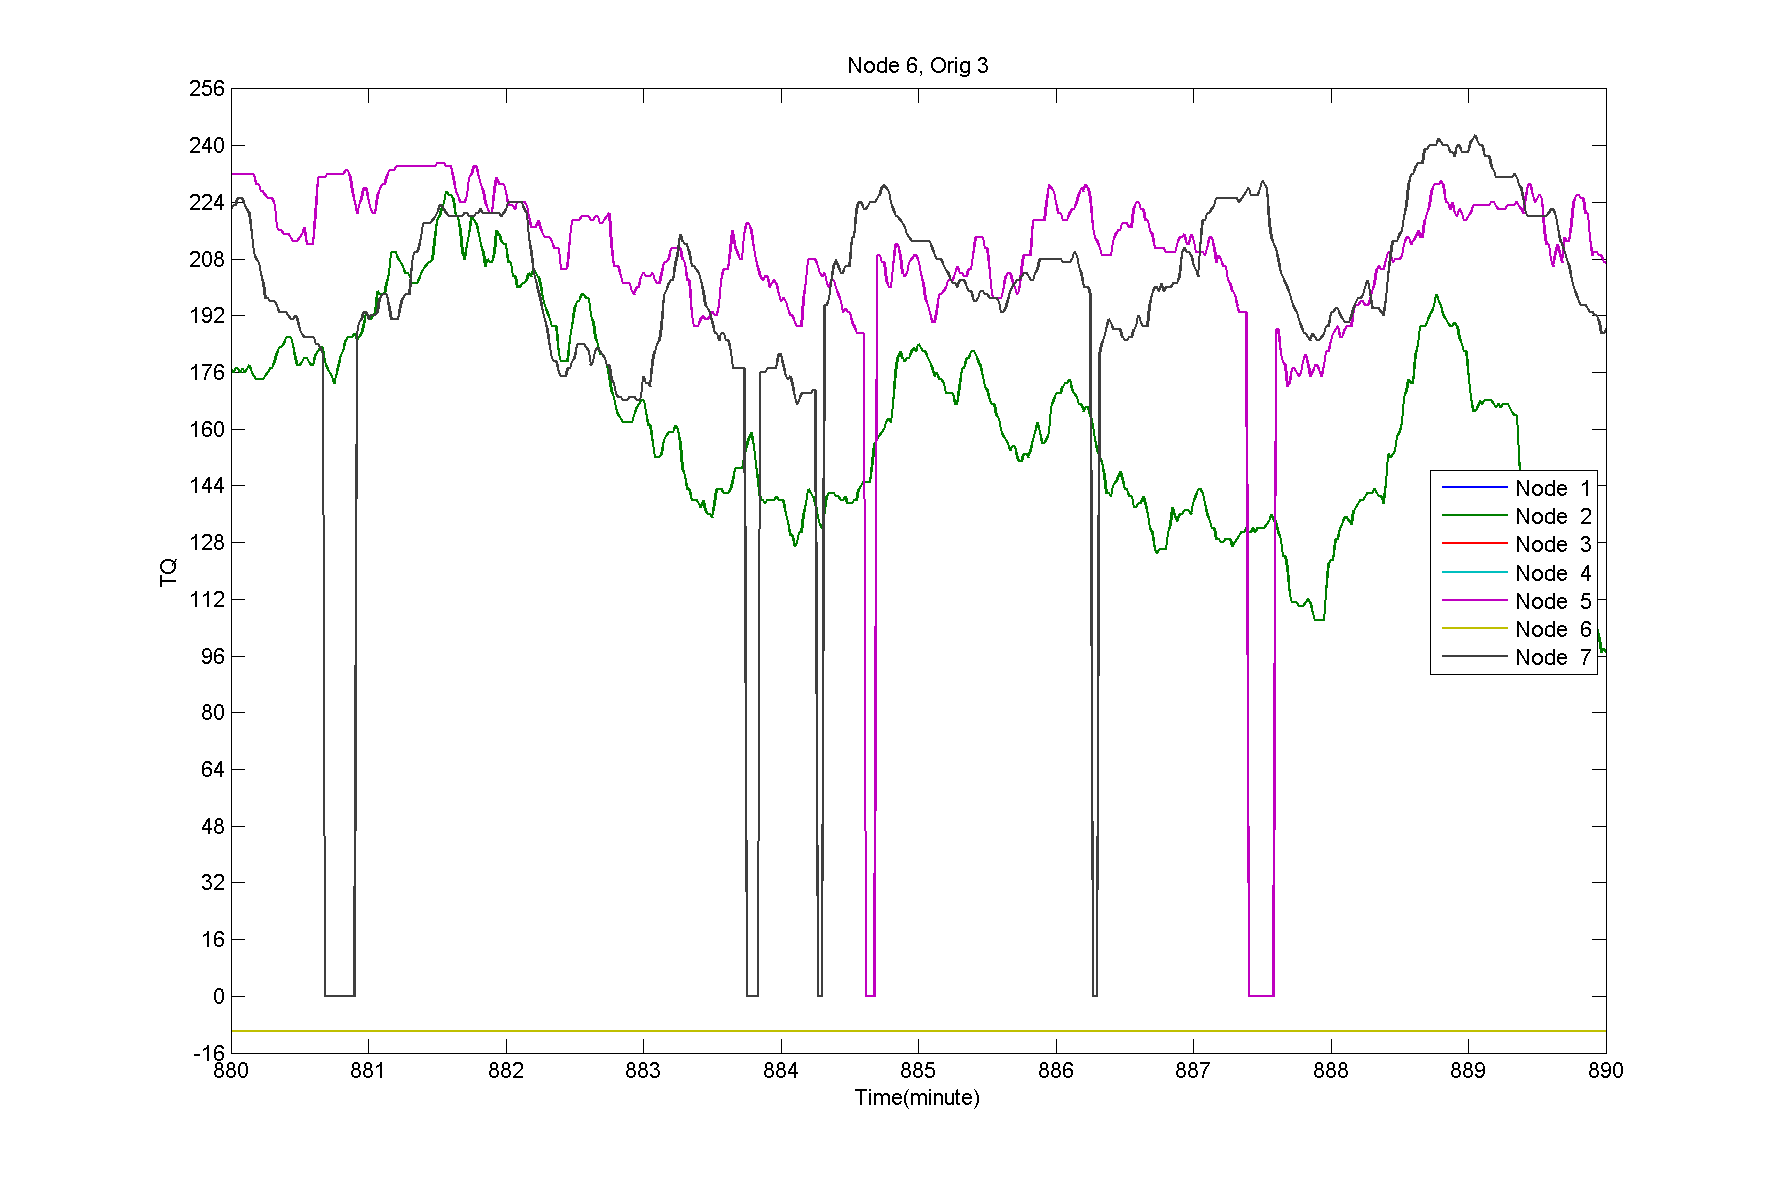 Node 6, Orig 3
256
240
224
208
192
176
160
144
128
112
96
80
64
48
32
16
0
-16
TQ
Node 1
Node 2
Node 3
Node 4
Node 5
Node 6
Node 7
880 881 882 883 884 885 886 887 888 889 890
Time(minute)